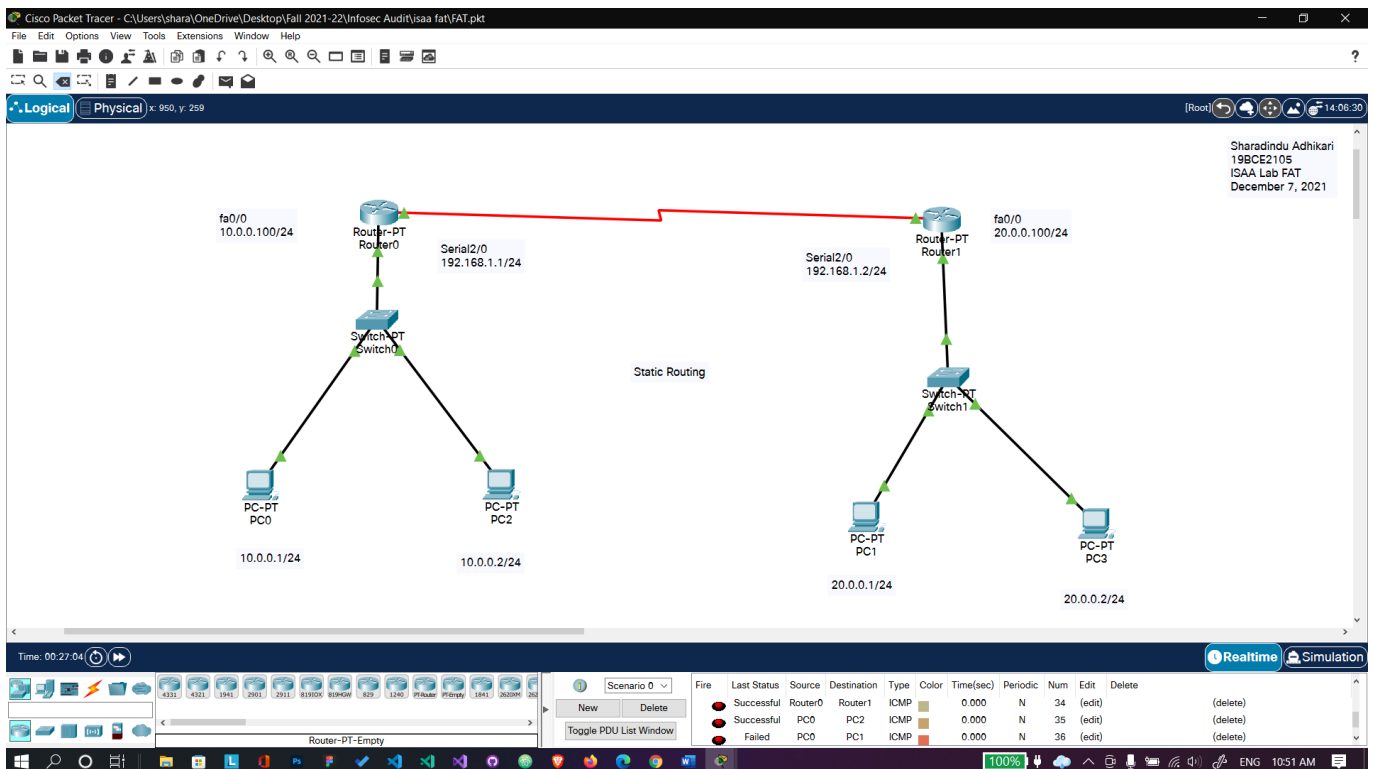 Cisco Packet Tracer - C:\Users\shara\OneDrive\Desktop\Fall 2021-22\Infosec Audit\isaa fat\FAT.pkt
File Edit Options View Tools Extensions Window Help
?
Logical Physical x: 950, y: 259 [Root] 14:06:30
Sharadindu Adhikari
19BCE2105
ISAA Lab FAT
December 7, 2021
fa0/0
10.0.0.100/24
Router-PT
Router0
Serial2/0
192.168.1.1/24
fa0/0
20.0.0.100/24
Router-PT
Router1
Serial2/0
192.168.1.2/24
Switch-PT
Switch0
Static Routing
Switch-PT
Switch1
PC-PT
PC0
PC-PT
PC2
10.0.0.1/24
10.0.0.2/24
PC-PT
PC1
PC-PT
PC3
20.0.0.1/24
20.0.0.2/24
Time: 00:27:04 Realtime Simulation
4331 4321 1941 2901 2911 819IOX 819HGW 829 1240 PT-Router PT-Empty 1841 2620XM 262
Router-PT-Empty
Scenario 0
New Delete
Toggle PDU List Window
Fire Last Status Source Destination Type Color Time(sec) Periodic Num Edit Delete
Successful Router0 Router1 ICMP 0.000 N 34 (edit) (delete)
Successful PC0 PC2 ICMP 0.000 N 35 (edit) (delete)
Failed PC0 PC1 ICMP 0.000 N 36 (edit) (delete)
100% ENG 10:51 AM